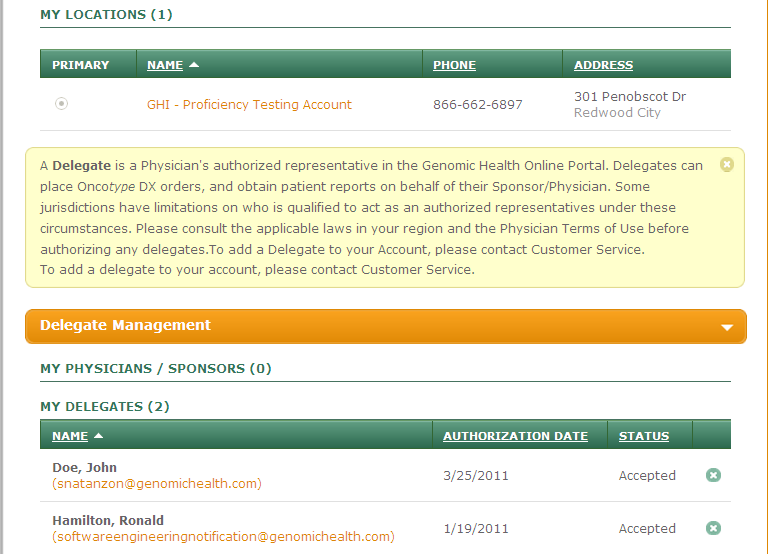 MY LOCATIONS (1)
PRIMARY NAME PHONE ADDRESS
GHI - Proficiency Testing Account 866-662-6897 301 Penobscot Dr
Redwood City
A Delegate is a Physician's authorized representative in the Genomic Health Online Portal. Delegates can
place Oncotype DX orders, and obtain patient reports on behalf of their Sponsor/Physician. Some
jurisdictions have limitations on who is qualified to act as an authorized representatives under these
circumstances. Please consult the applicable laws in your region and the Physician Terms of Use before
authorizing any delegates.To add a Delegate to your Account, please contact Customer Service.
To add a delegate to your account, please contact Customer Service.
Delegate Management
MY PHYSICIANS / SPONSORS (0)
MY DELEGATES (2)
NAME AUTHORIZATION DATE STATUS
Doe, John
(snatanzon@genomichealth.com) 3/25/2011 Accepted
Hamilton, Ronald
(softwareengineeringnotification@genomichealth.com) 1/19/2011 Accepted